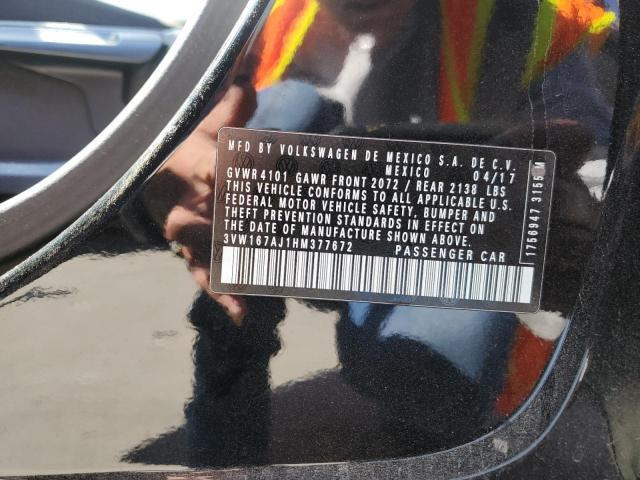 MFD BY VOLKSWAGEN DE MEXICO S.A. DE C.V.
MEXICO 04/17
GVWR 4101 GAWR FRONT 2072 / REAR 2138 LBS
THIS VEHICLE CONFORMS TO ALL APPLICABLE U.S.
FEDERAL MOTOR VEHICLE SAFETY, BUMPER AND
THEFT PREVENTION STANDARDS IN EFFECT ON
THE DATE OF MANUFACTURE SHOWN ABOVE.
3VW167AJ1HM377672 PASSENGER CAR
1756947 3155 M